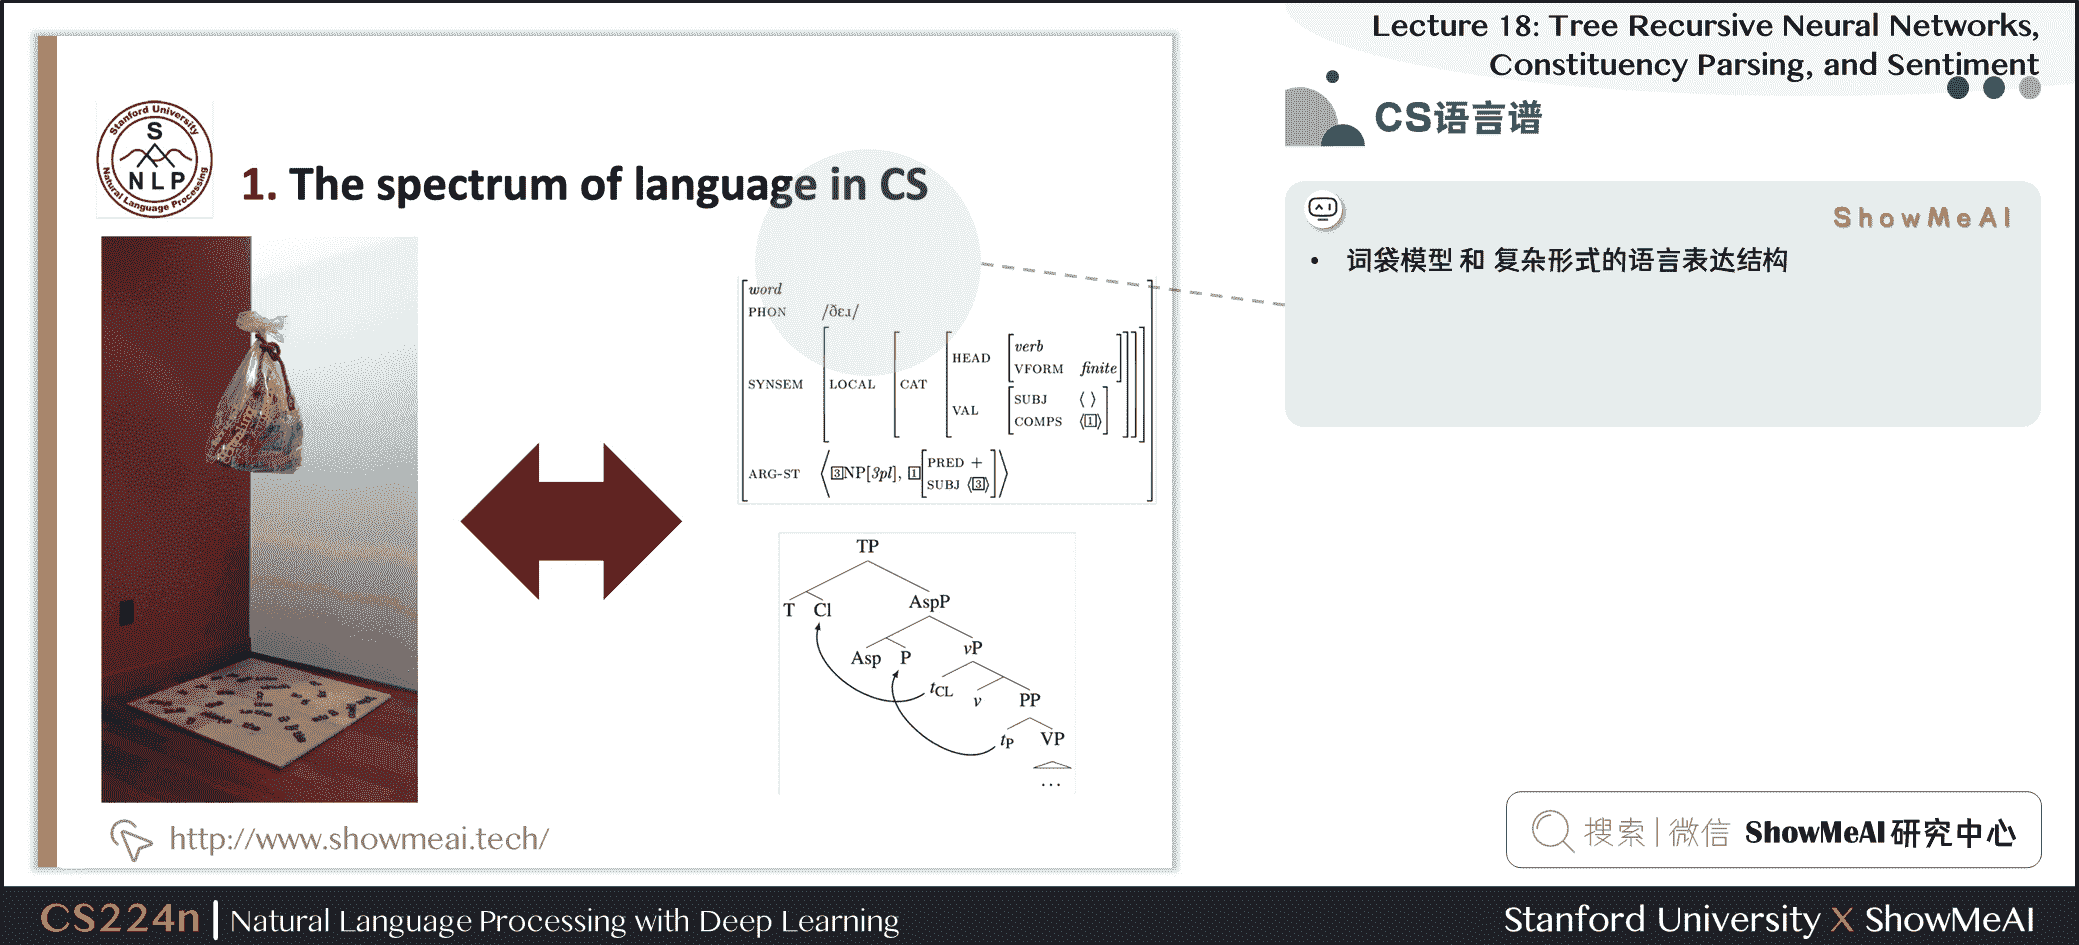 Lecture 18: Tree Recursive Neural Networks,
Constituency Parsing, and Sentiment
Stanford University
S
NLP
Natural Language Processing
1. The spectrum of language in CS
word
PHON /ðɛɹ/
SYNSEM LOCAL CAT HEAD verb
VFORM finite
VAL SUBJ ⟨ ⟩
COMPS ⟨[1]⟩
ARG-ST ⟨[3]NP[3pl], [1] PRED +
SUBJ ⟨[3]⟩⟩
TP
T Cl AspP
Asp P vP
tCL v PP
tP VP
...
http://www.showmeai.tech/
CS语言谱
ShowMeAI
• 词袋模型 和 复杂形式的语言表达结构
搜索|微信 ShowMeAI研究中心
CS224n | Natural Language Processing with Deep Learning
Stanford University X ShowMeAI